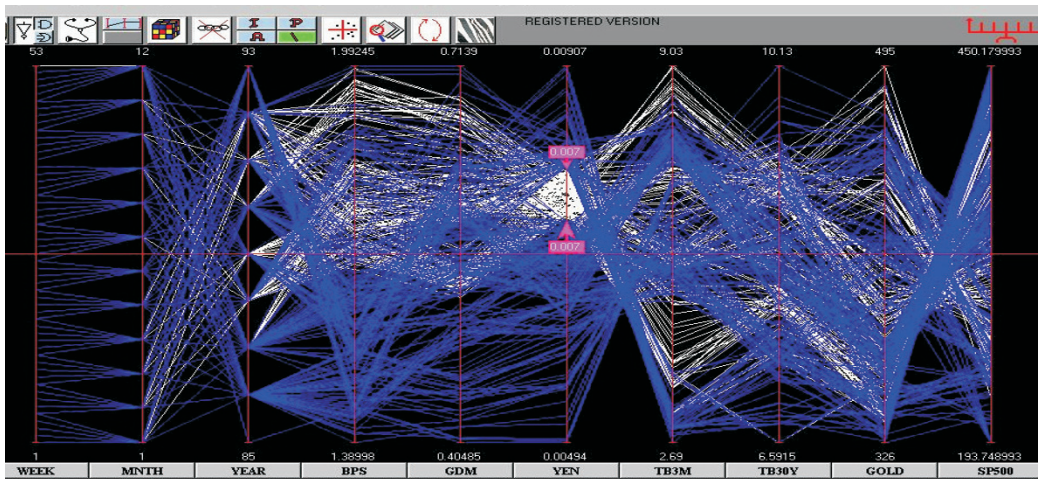 I P
REGISTERED VERSION
A
53 12 93 1.99245 0.7139 0.00907 9.03 10.13 495 450.179993
0.007
0.007
1 1 85 1.38998 0.40485 0.00494 2.69 6.5915 326 193.748993
WEEK MNTH YEAR BPS GDM YEN TB3M TB30Y GOLD SP500